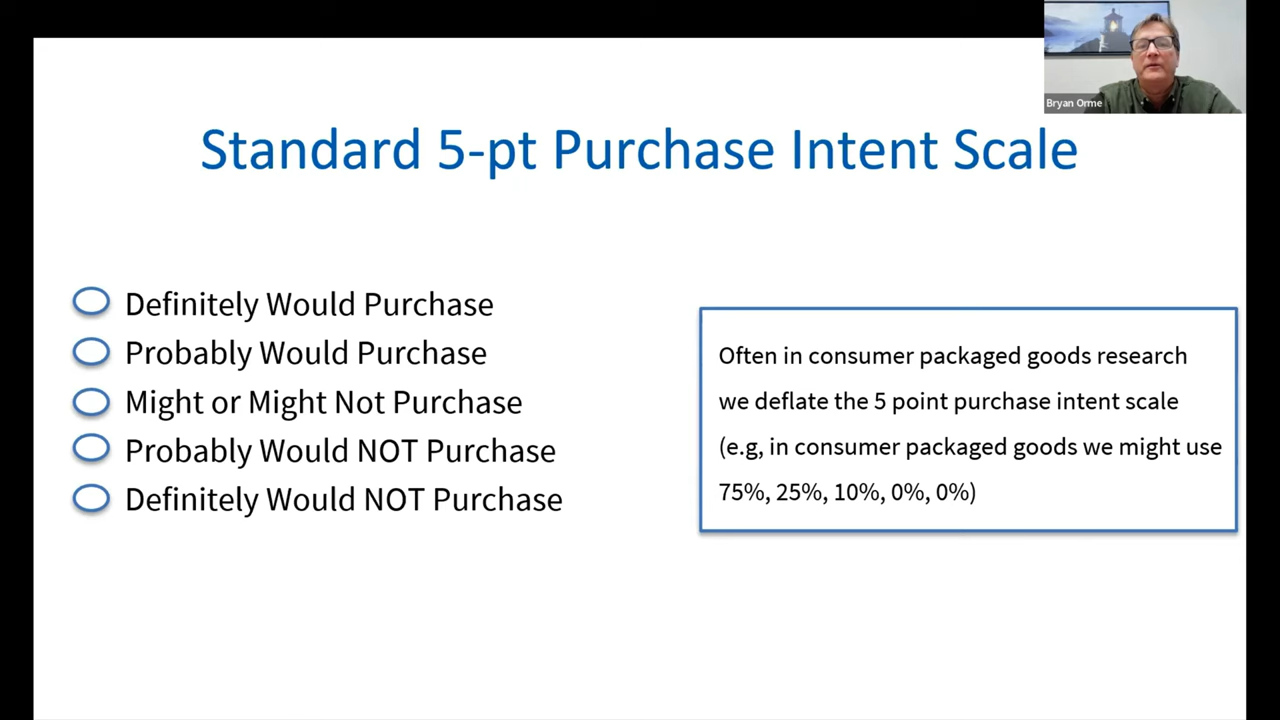 Bryan Orme
Standard 5-pt Purchase Intent Scale
Definitely Would Purchase
Probably Would Purchase
Might or Might Not Purchase
Probably Would NOT Purchase
Definitely Would NOT Purchase
Often in consumer packaged goods research
we deflate the 5 point purchase intent scale
(e.g, in consumer packaged goods we might use
75%, 25%, 10%, 0%, 0%)